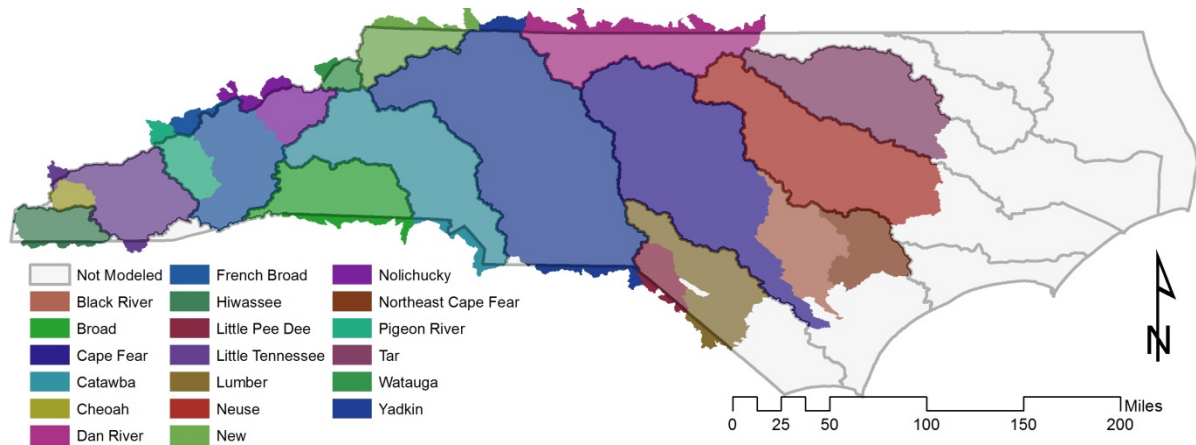 Not Modeled
Black River
Broad
Cape Fear
Catawba
Cheoah
Dan River
French Broad
Hiwassee
Little Pee Dee
Little Tennessee
Lumber
Neuse
New
Nolichucky
Northeast Cape Fear
Pigeon River
Tar
Watauga
Yadkin
N
Miles
0 25 50 100 150 200